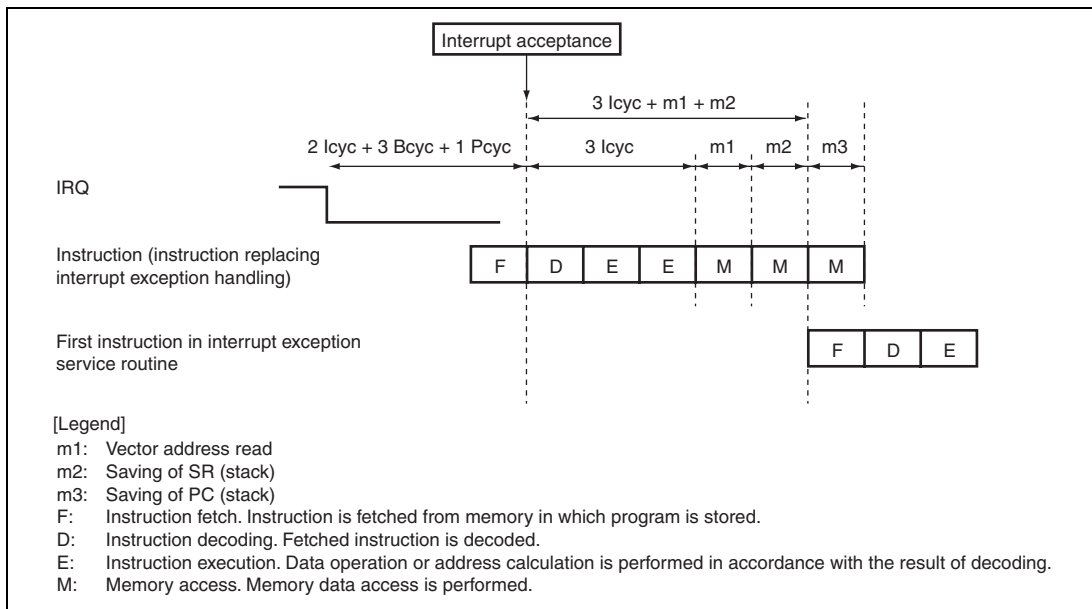 Interrupt acceptance
3 Icyc + m1 + m2
2 Icyc + 3 Bcyc + 1 Pcyc
3 Icyc
m1
m2
m3
IRQ
Instruction (instruction replacing
interrupt exception handling)
F D E E M M M
First instruction in interrupt exception
service routine
F D E
[Legend]
m1: Vector address read
m2: Saving of SR (stack)
m3: Saving of PC (stack)
F: Instruction fetch. Instruction is fetched from memory in which program is stored.
D: Instruction decoding. Fetched instruction is decoded.
E: Instruction execution. Data operation or address calculation is performed in accordance with the result of decoding.
M: Memory access. Memory data access is performed.